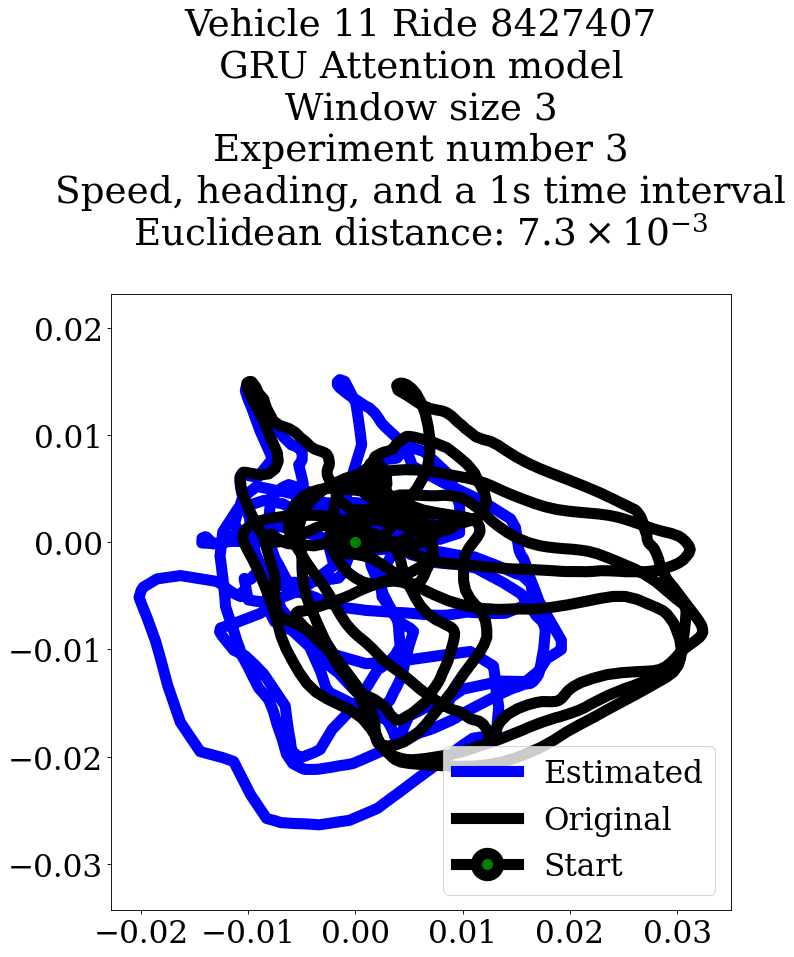 Vehicle 11 Ride 8427407
GRU Attention model
Window size 3
Experiment number 3
Speed, heading, and a 1s time interval
Euclidean distance: 7.3 × 10⁻³
0.02
0.01
0.00
−0.01
−0.02
−0.03
Estimated
Original
Start
−0.02 −0.01 0.00 0.01 0.02 0.03